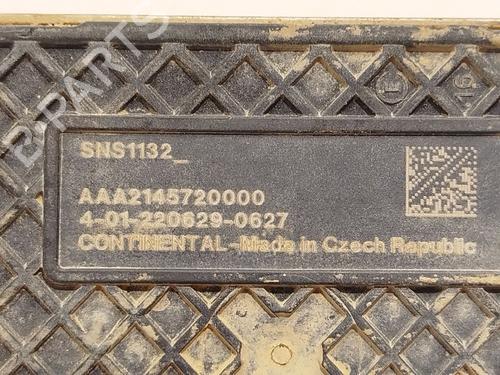 B-PARTS
SNS1132_
AAA2145720000
4-01-220629-0627
CONTINENTAL-Made in Czech Republic